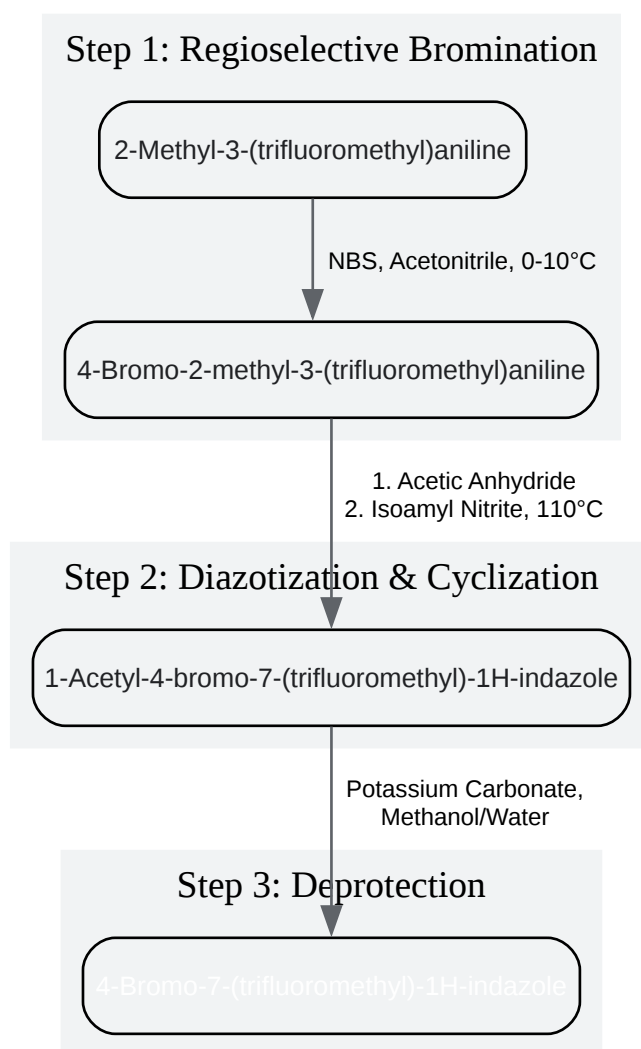 Step 1: Regioselective Bromination
2-Methyl-3-(trifluoromethyl)aniline
NBS, Acetonitrile, 0-10°C
4-Bromo-2-methyl-3-(trifluoromethyl)aniline
1. Acetic Anhydride
2. Isoamyl Nitrite, 110°C
Step 2: Diazotization & Cyclization
1-Acetyl-4-bromo-7-(trifluoromethyl)-1H-indazole
Potassium Carbonate,
Methanol/Water
Step 3: Deprotection
4-Bromo-7-(trifluoromethyl)-1H-indazole